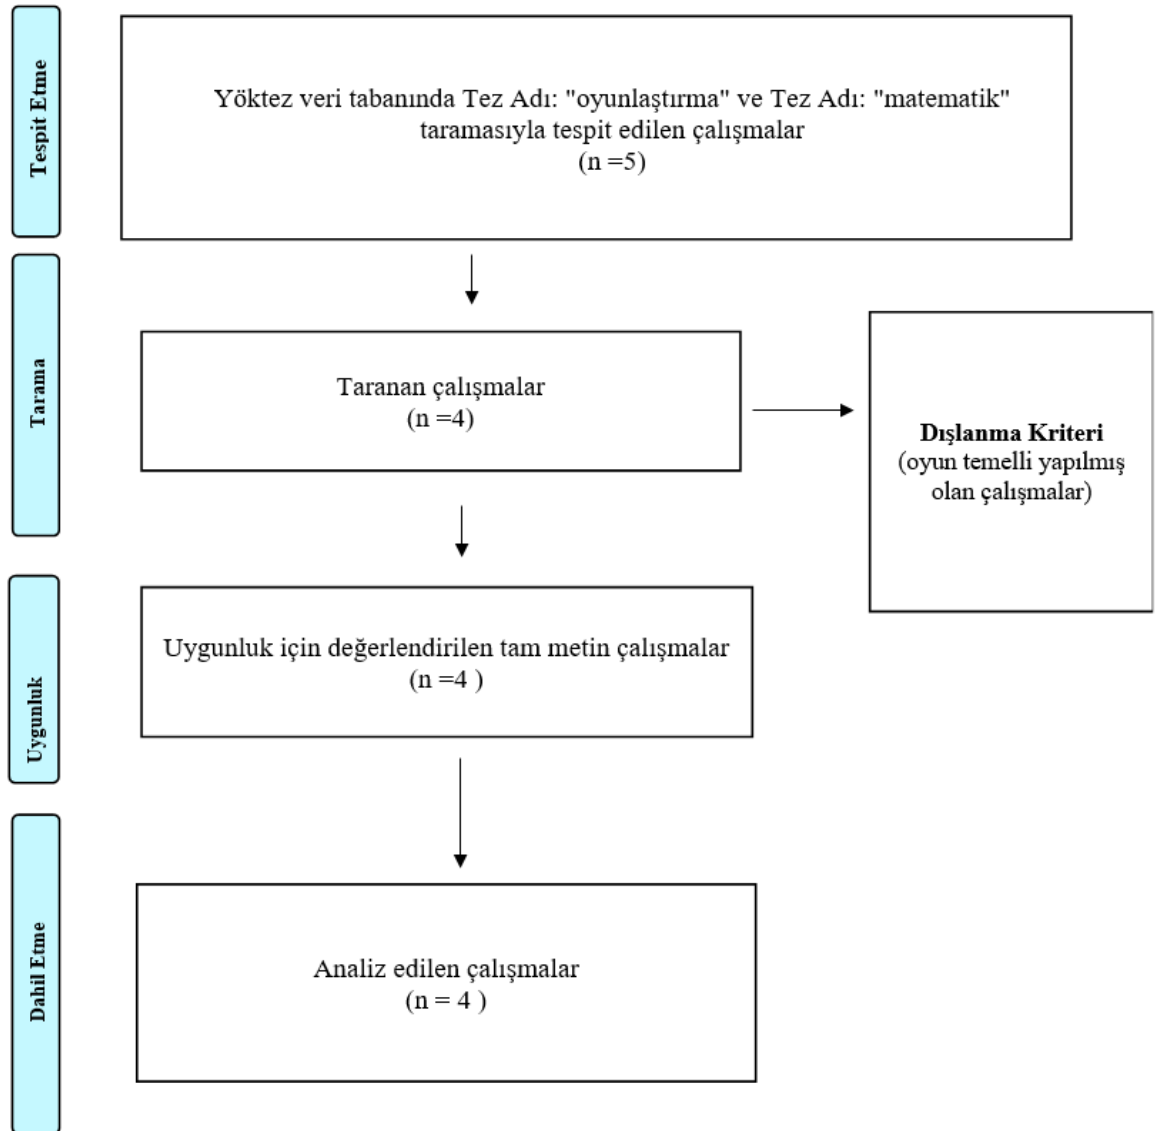 Tespit Etme
Yöktez veri tabanında Tez Adı: "oyunlaştırma" ve Tez Adı: "matematik"
taramasıyla tespit edilen çalışmalar
(n =5)
Tarama
Taranan çalışmalar
(n =4)
Dışlanma Kriteri
(oyun temelli yapılmış
olan çalışmalar)
Uygunluk
Uygunluk için değerlendirilen tam metin çalışmalar
(n =4 )
Dahil Etme
Analiz edilen çalışmalar
(n = 4 )